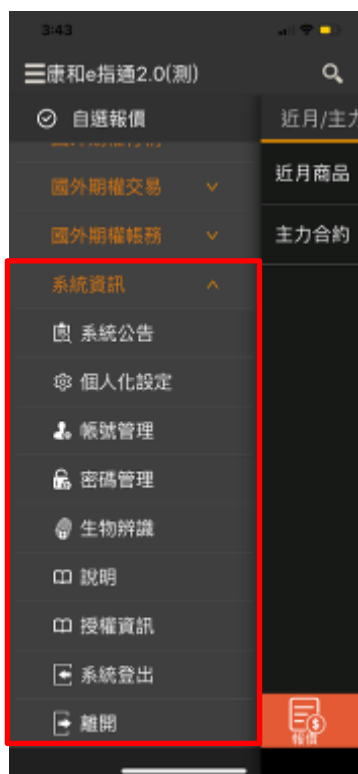 3:43
康和e指通2.0(測)
自選報價
近月/主力
國外期權交易
近月商品
國外期權帳務
主力合約
系統資訊
系統公告
個人化設定
帳號管理
密碼管理
生物辨識
說明
授權資訊
系統登出
離開
報價